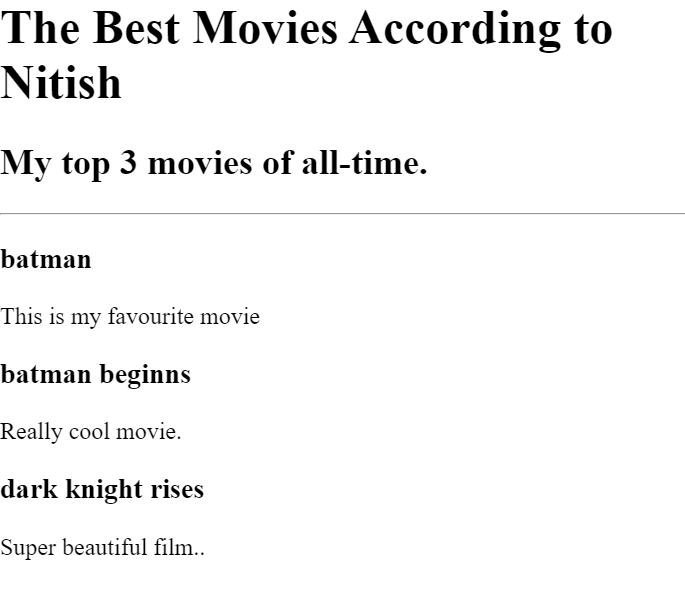 The Best Movies According to
Nitish
My top 3 movies of all-time.
batman
This is my favourite movie
batman beginns
Really cool movie.
dark knight rises
Super beautiful film..